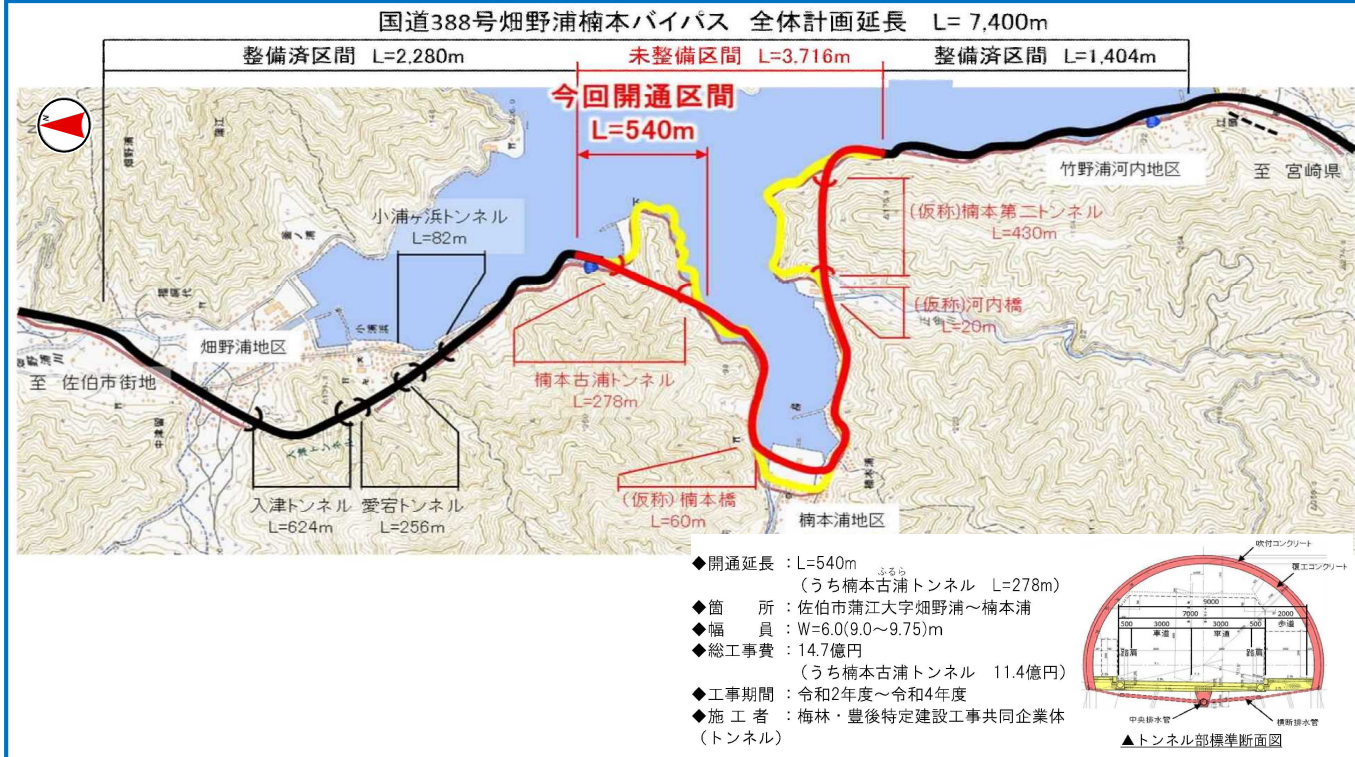 国道388号畑野浦楠本バイパス 全体計画延長 L= 7,400m
整備済区間 L=2,280m
未整備区間 L=3.716m
整備済区間 L=1,404m
今回開通区間
L=540m
N
小浦ヶ浜トンネル
L=82m
畑野浦地区
小浦浜
至 佐伯市街地
中津留
入津トンネル
入津トンネル
L=624m
愛宕トンネル
L=256m
楠本古浦トンネル
L=278m
(仮称)楠本橋
L=60m
楠本浦
楠本浦地区
(仮称)楠本第二トンネル
L=430m
(仮称)河内橋
L=20m
竹野浦河内地区
至 宮崎県
◆開通延長 :L=540m
ふるら
(うち楠本古浦トンネル L=278m)
◆箇 所 :佐伯市蒲江大字畑野浦~楠本浦
◆幅 員 :W=6.0(9.0~9.75)m
◆総工事費 :14.7億円
(うち楠本古浦トンネル 11.4億円)
◆工事期間 :令和2年度~令和4年度
◆施 工 者 :梅林・豊後特定建設工事共同企業体
(トンネル)
吹付コンクリート
覆工コンクリート
9000
7000 2000
500 3000 3000 500 歩道
車道 車道
路肩 路肩
中央排水管
横断排水管
▲トンネル部標準断面図